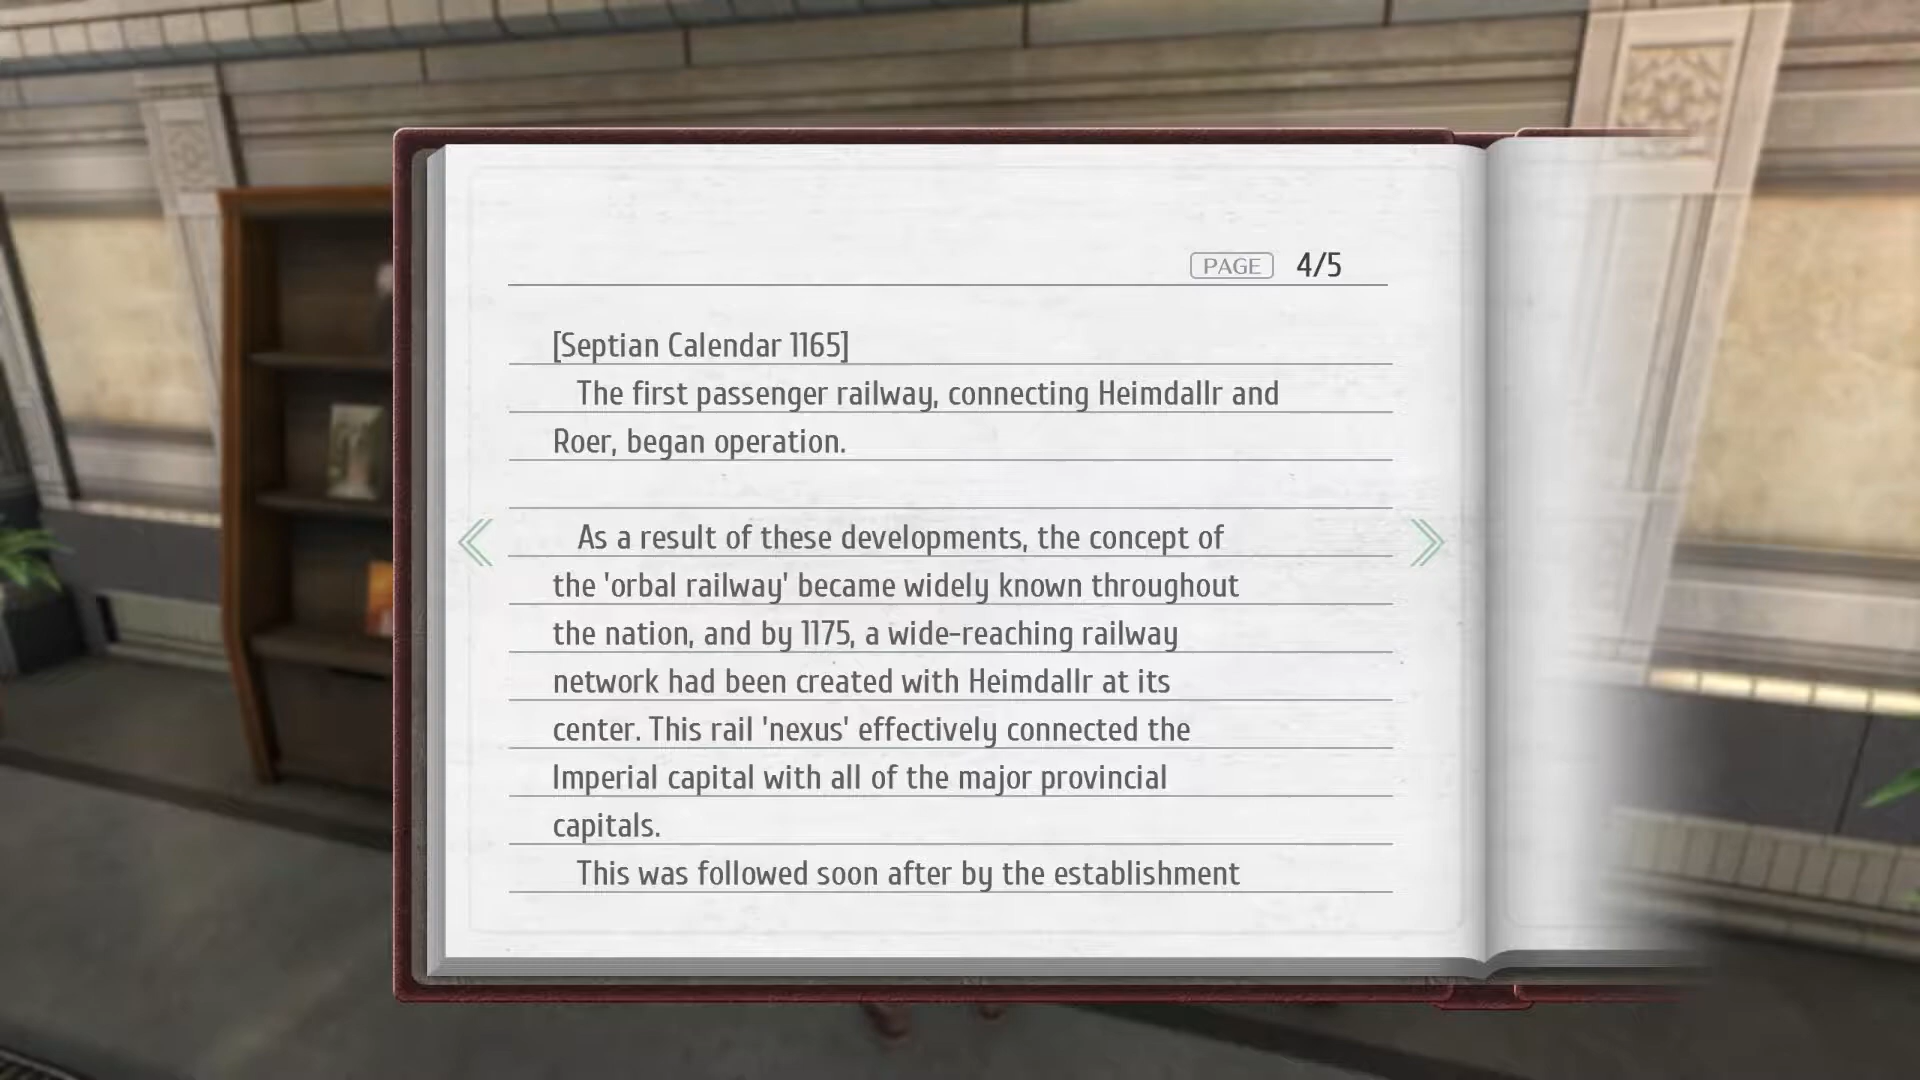 PAGE 4/5
[Septian Calendar 1165]
The first passenger railway, connecting Heimdallr and
Roer, began operation.
As a result of these developments, the concept of
the 'orbal railway' became widely known throughout
the nation, and by 1175, a wide-reaching railway
network had been created with Heimdallr at its
center. This rail 'nexus' effectively connected the
Imperial capital with all of the major provincial
capitals.
This was followed soon after by the establishment